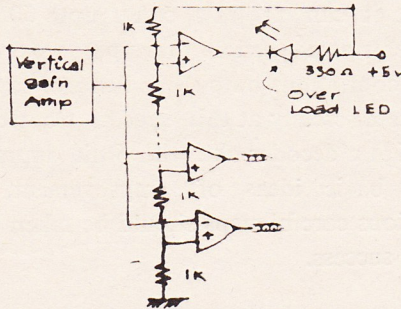 1K
Vertical
gain
Amp
-
+
330Ω +5v
Over
Load LED
1K
+
1K
-
+
1K